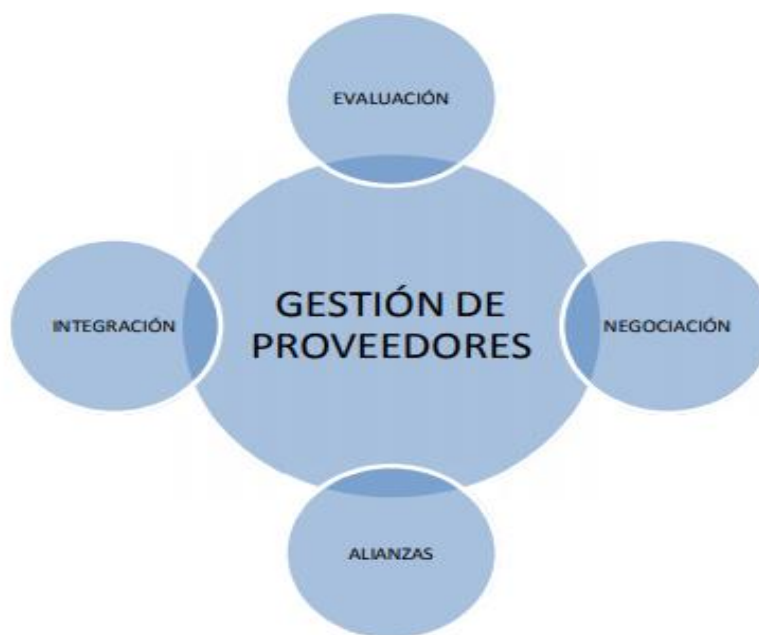 EVALUACIÓN
GESTIÓN DE
PROVEEDORES
INTEGRACIÓN
NEGOCIACIÓN
ALIANZAS